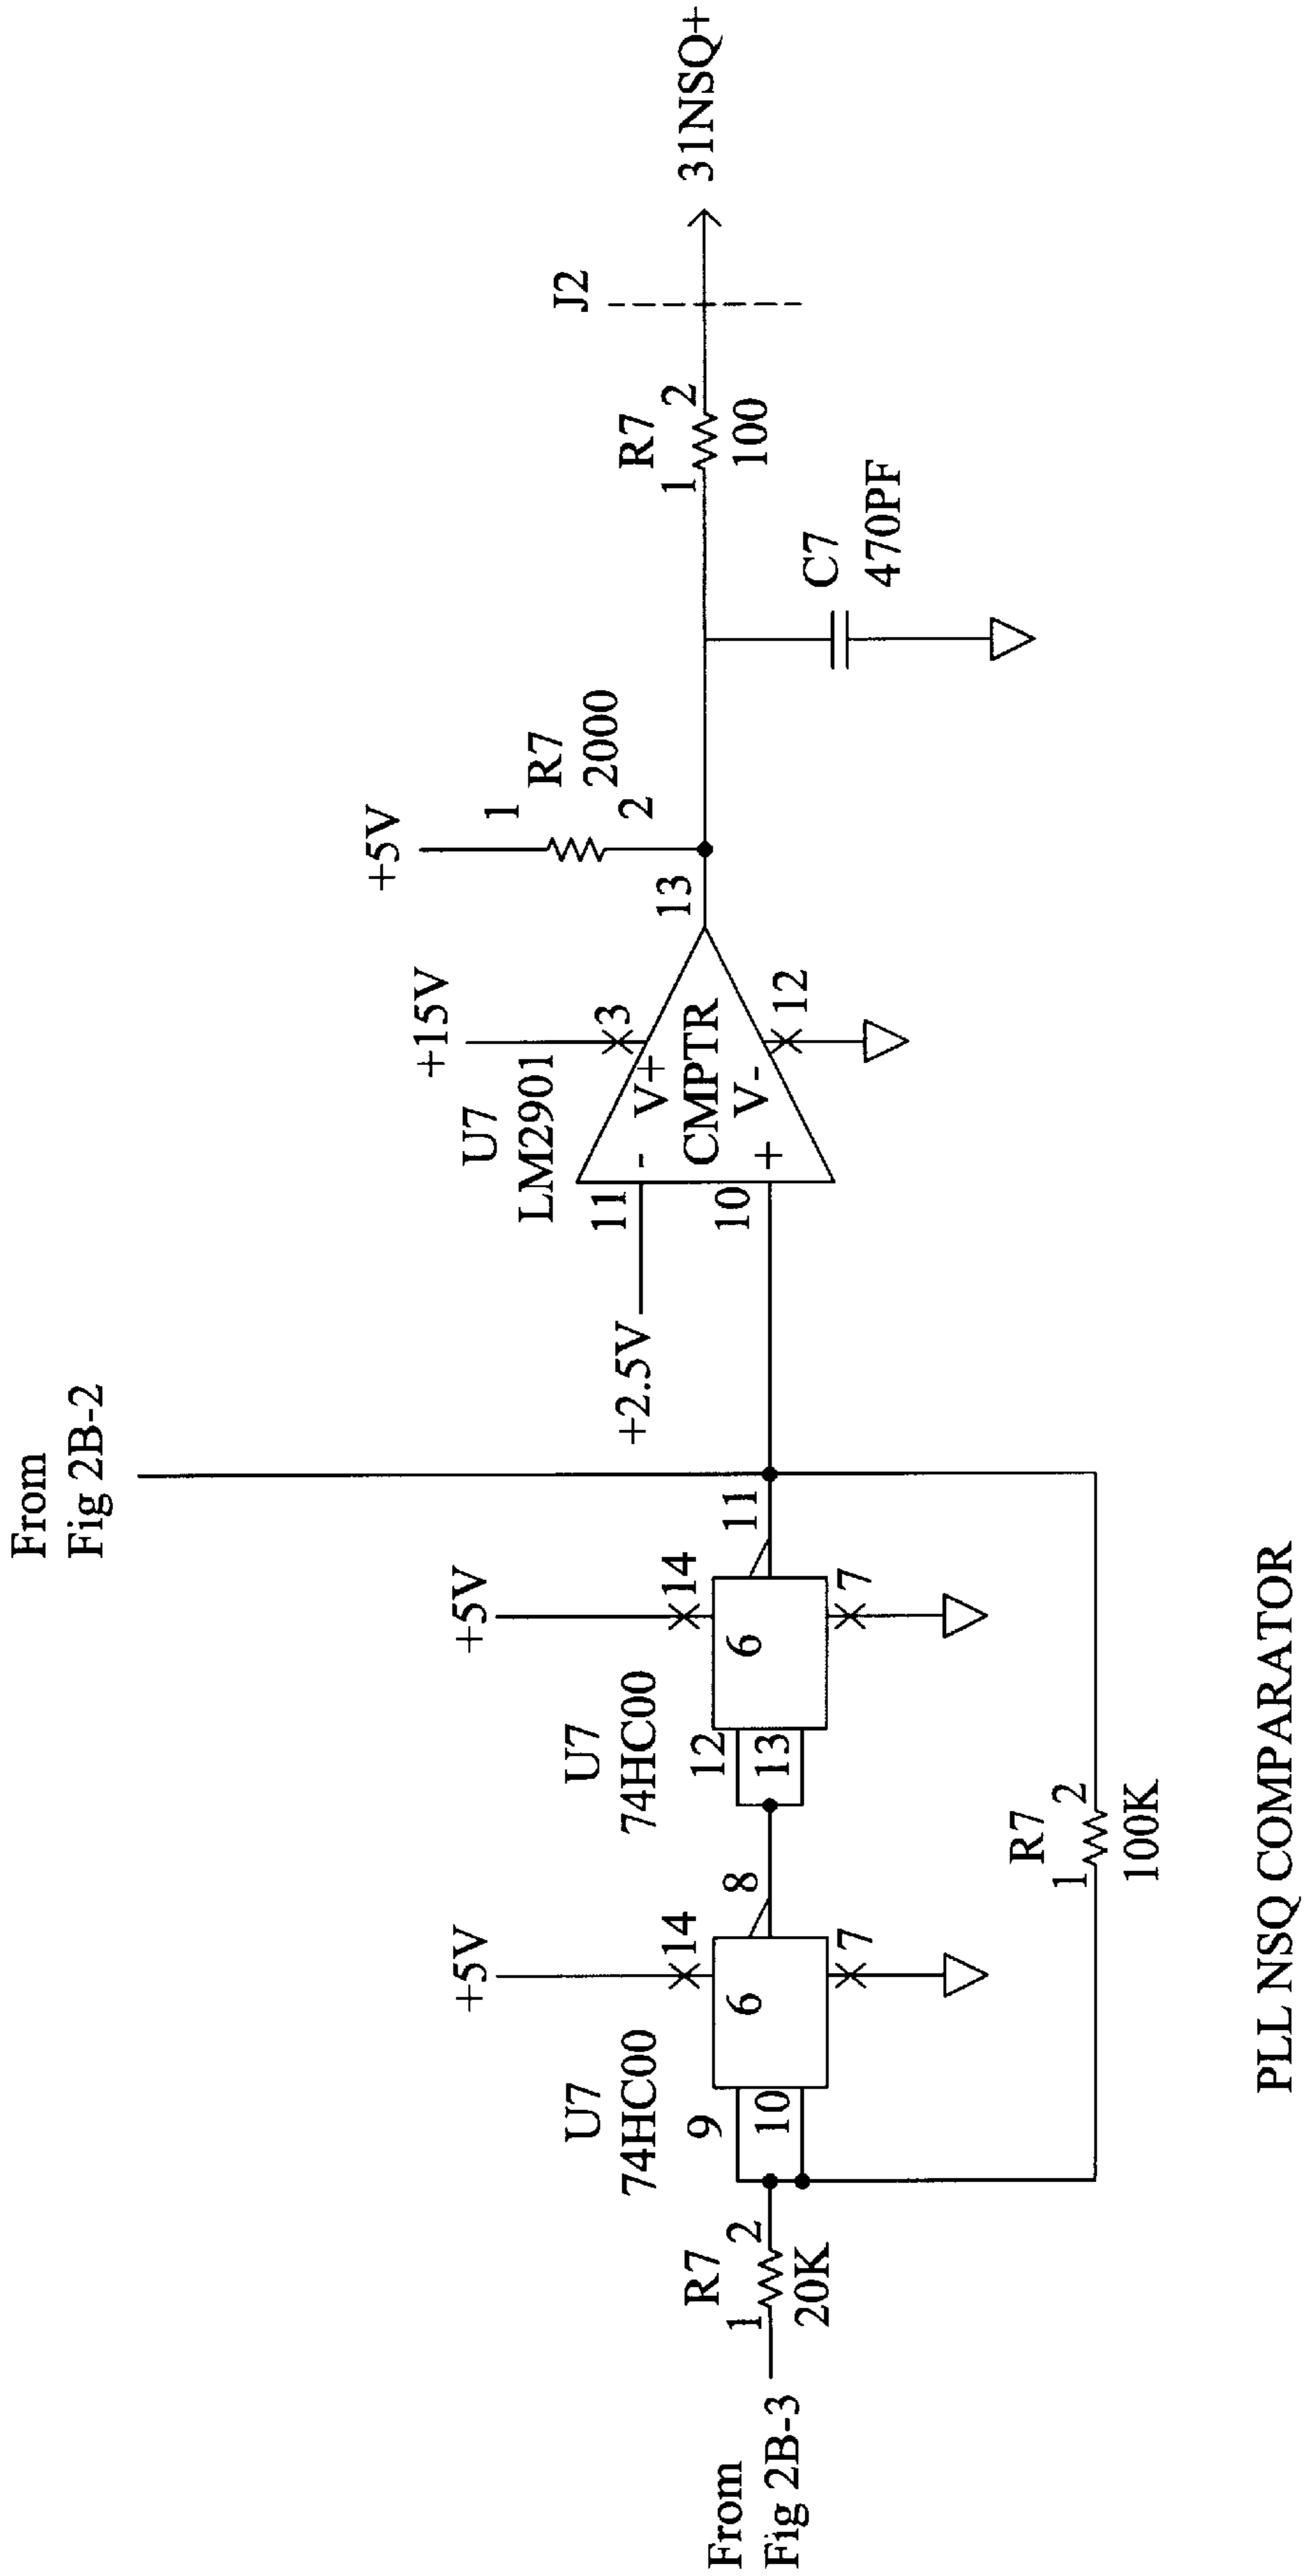 From
Fig 2B-3
R7
1
2
20K
U7
74HC00
9
10
+5V
14
6
7
8
U7
74HC00
12
13
+5V
14
6
7
11
R7
1
2
100K
From
Fig 2B-2
+2.5V
U7
LM2901
11
10
-
+
V+
CMPTR
V-
+15V
3
12
13
+5V
1
R7
2000
2
C7
470PF
R7
1
2
100
J2
31NSQ+
PLL NSQ COMPARATOR